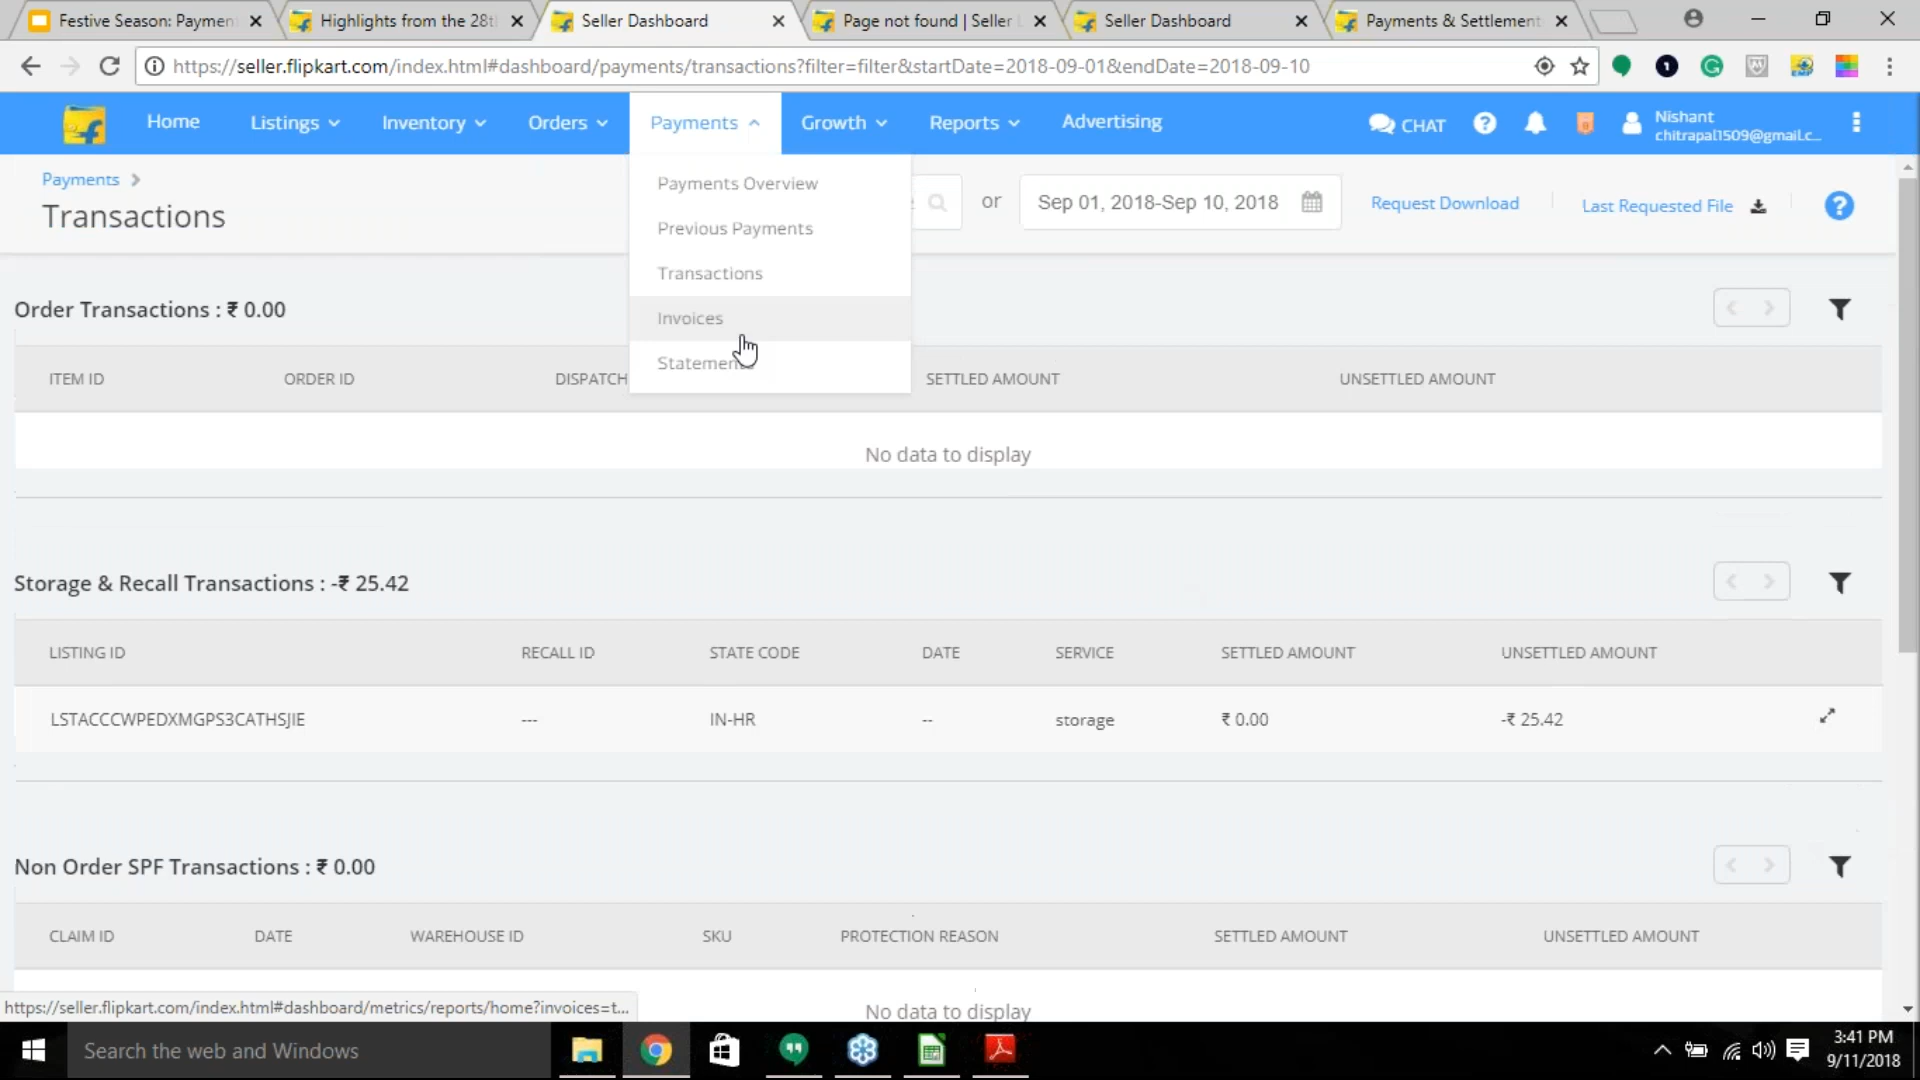 Festive Season: Paymen
Highlights from the 28th
Seller Dashboard
Page not found | Seller
Seller Dashboard
Payments & Settlement
https://seller.flipkart.com/index.html#dashboard/payments/transactions?filter=filter&startDate=2018-09-01&endDate=2018-09-10
Home
Listings
Inventory
Orders
Payments
Growth
Reports
Advertising
CHAT
Nishant
chitrapal1509@gmail.c...
Payments
Transactions
Payments Overview
Previous Payments
Transactions
Invoices
Statements
or
Sep 01, 2018-Sep 10, 2018
Request Download
Last Requested File
Order Transactions : ₹ 0.00
ITEM ID ORDER ID DISPATCH SETTLED AMOUNT UNSETTLED AMOUNT
No data to display
Storage & Recall Transactions : -₹ 25.42
LISTING ID RECALL ID STATE CODE DATE SERVICE SETTLED AMOUNT UNSETTLED AMOUNT
LSTACCCWPEDXMGPS3CATHSJIE --- IN-HR -- storage ₹ 0.00 -₹ 25.42
Non Order SPF Transactions : ₹ 0.00
CLAIM ID DATE WAREHOUSE ID SKU PROTECTION REASON SETTLED AMOUNT UNSETTLED AMOUNT
No data to display
https://seller.flipkart.com/index.html#dashboard/metrics/reports/home?invoices=t...
Search the web and Windows
3:41 PM
9/11/2018